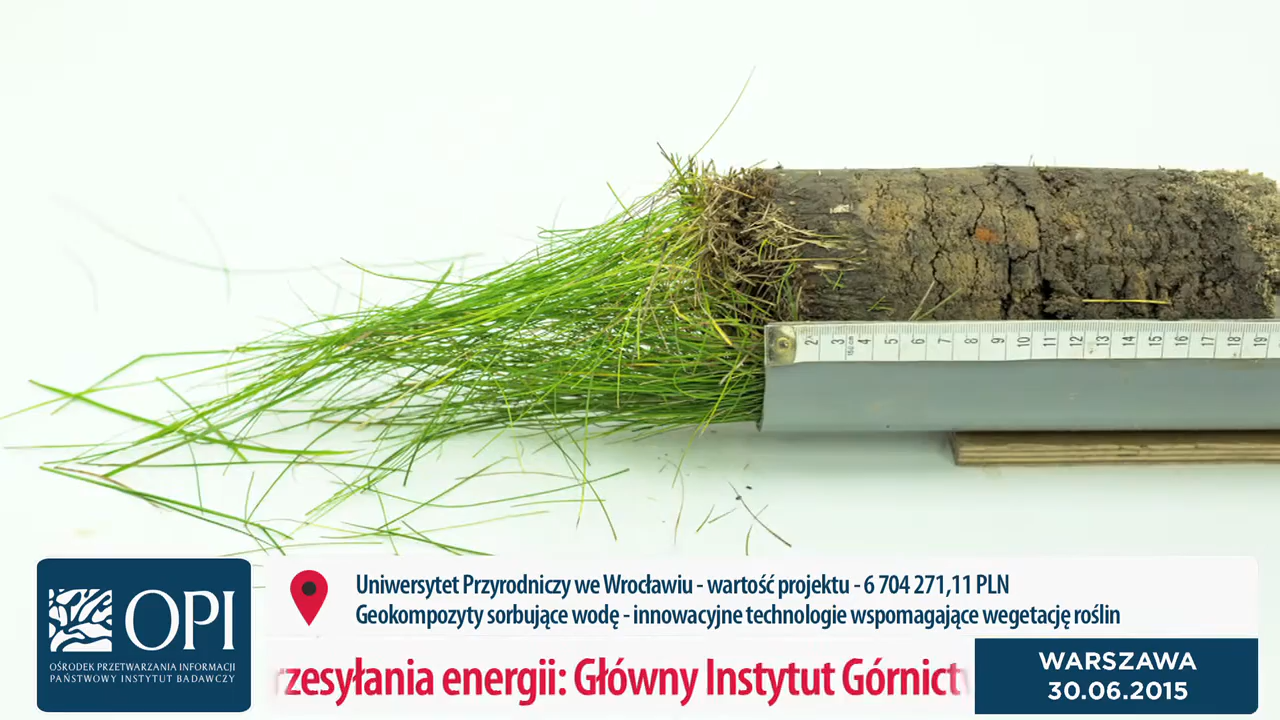 2 3 4 5 6 7 8 9 10 11 12 13 14 15 16 17 18 19
Uniwersytet Przyrodniczy we Wrocławiu - wartość projektu - 6 704 271,11 PLN
Geokompozyty sorbujące wodę - innowacyjne technologie wspomagające wegetację roślin
OPI
OŚRODEK PRZETWARZANIA INFORMACJI
PAŃSTWOWY INSTYTUT BADAWCZY
rzesyłania energii: Główny Instytut Górnictw
WARSZAWA
30.06.2015